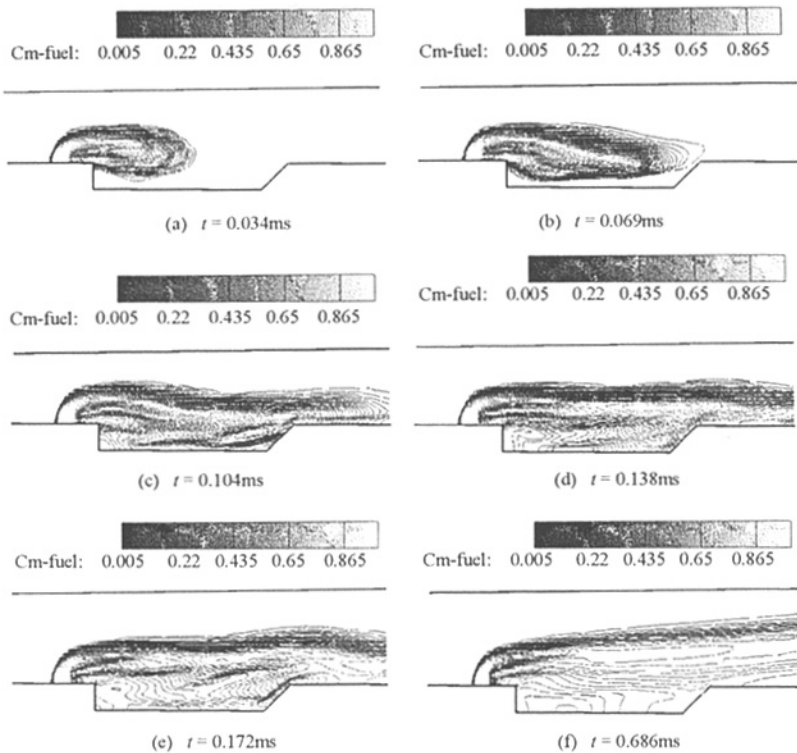 Cm-fuel: 0.005 0.22 0.435 0.65 0.865
Cm-fuel: 0.005 0.22 0.435 0.65 0.865
(a) t = 0.034ms
(b) t = 0.069ms
Cm-fuel: 0.005 0.22 0.435 0.65 0.865
Cm-fuel: 0.005 0.22 0.435 0.65 0.865
(c) t = 0.104ms
(d) t = 0.138ms
Cm-fuel: 0.005 0.22 0.435 0.65 0.865
Cm-fuel: 0.005 0.22 0.435 0.65 0.865
(e) t = 0.172ms
(f) t = 0.686ms